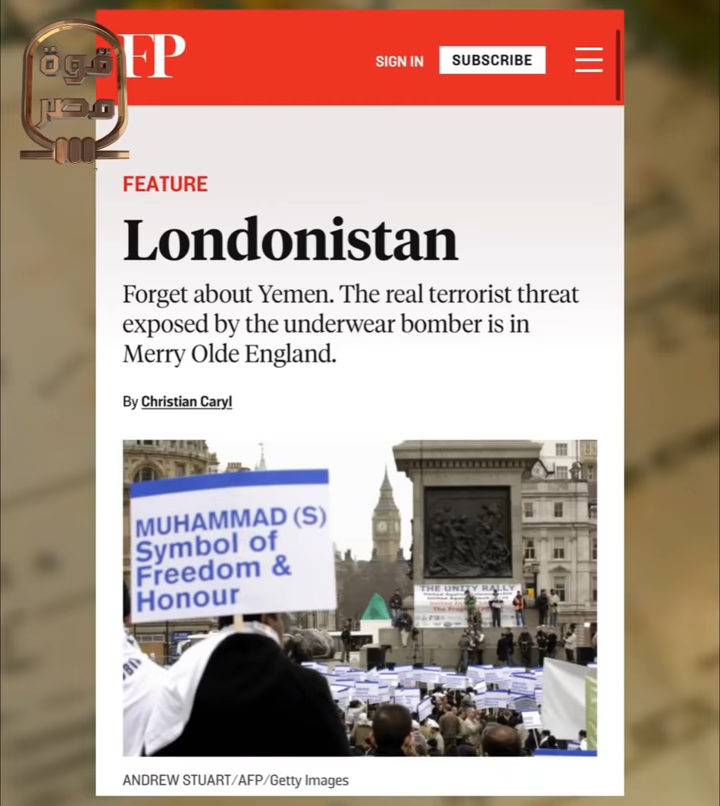 قوة
مصر
FP
SIGN IN
SUBSCRIBE
FEATURE
Londonistan
Forget about Yemen. The real terrorist threat
exposed by the underwear bomber is in
Merry Olde England.
By Christian Caryl
MUHAMMAD (S)
Symbol of
Freedom &
Honour
THE UNITY RALLY
ANDREW STUART/AFP/Getty Images